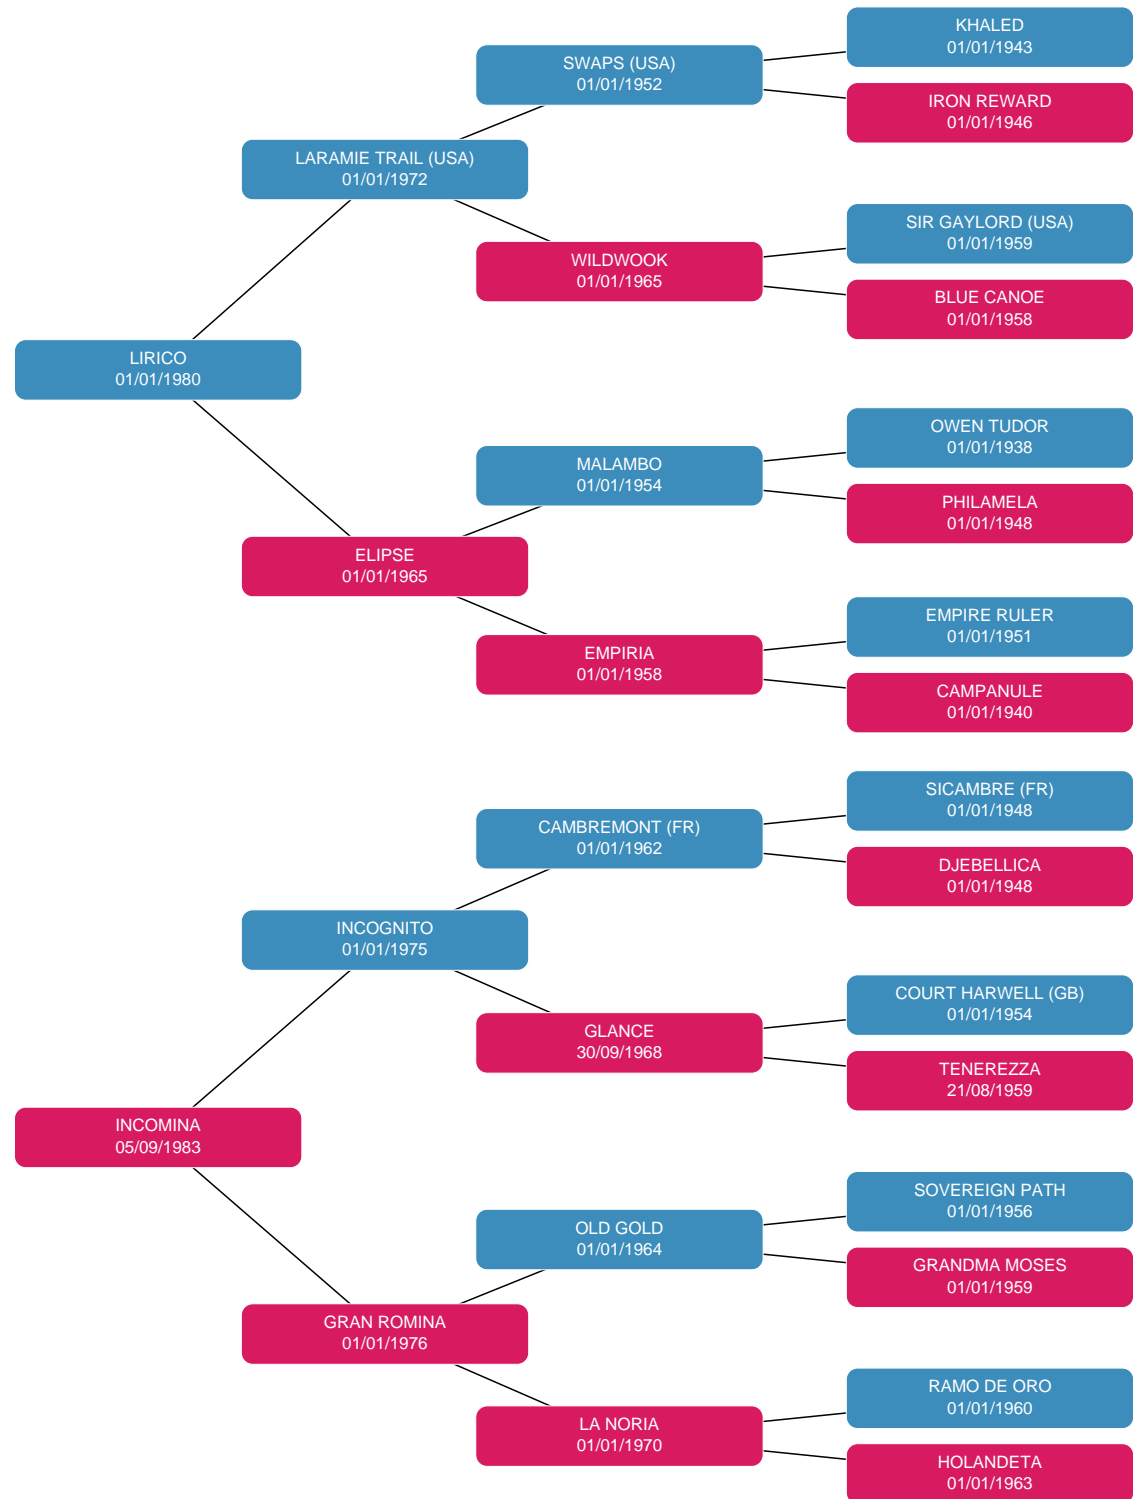 KHALED
01/01/1943
SWAPS (USA)
01/01/1952
IRON REWARD
01/01/1946
LARAMIE TRAIL (USA)
01/01/1972
SIR GAYLORD (USA)
01/01/1959
WILDWOOK
01/01/1965
BLUE CANOE
01/01/1958
LIRICO
01/01/1980
OWEN TUDOR
01/01/1938
MALAMBO
01/01/1954
PHILAMELA
01/01/1948
ELIPSE
01/01/1965
EMPIRE RULER
01/01/1951
EMPIRIA
01/01/1958
CAMPANULE
01/01/1940
SICAMBRE (FR)
01/01/1948
CAMBREMONT (FR)
01/01/1962
DJEBELLICA
01/01/1948
INCOGNITO
01/01/1975
COURT HARWELL (GB)
01/01/1954
GLANCE
30/09/1968
TENEREZZA
21/08/1959
INCOMINA
05/09/1983
SOVEREIGN PATH
01/01/1956
OLD GOLD
01/01/1964
GRANDMA MOSES
01/01/1959
GRAN ROMINA
01/01/1976
RAMO DE ORO
01/01/1960
LA NORIA
01/01/1970
HOLANDETA
01/01/1963